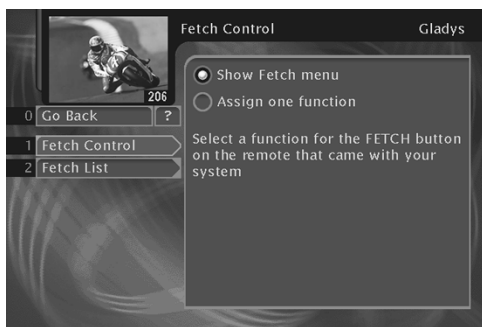 Fetch Control Gladys
206
0 Go Back ?
1 Fetch Control
2 Fetch List
Show Fetch menu
Assign one function
Select a function for the FETCH button
on the remote that came with your
system